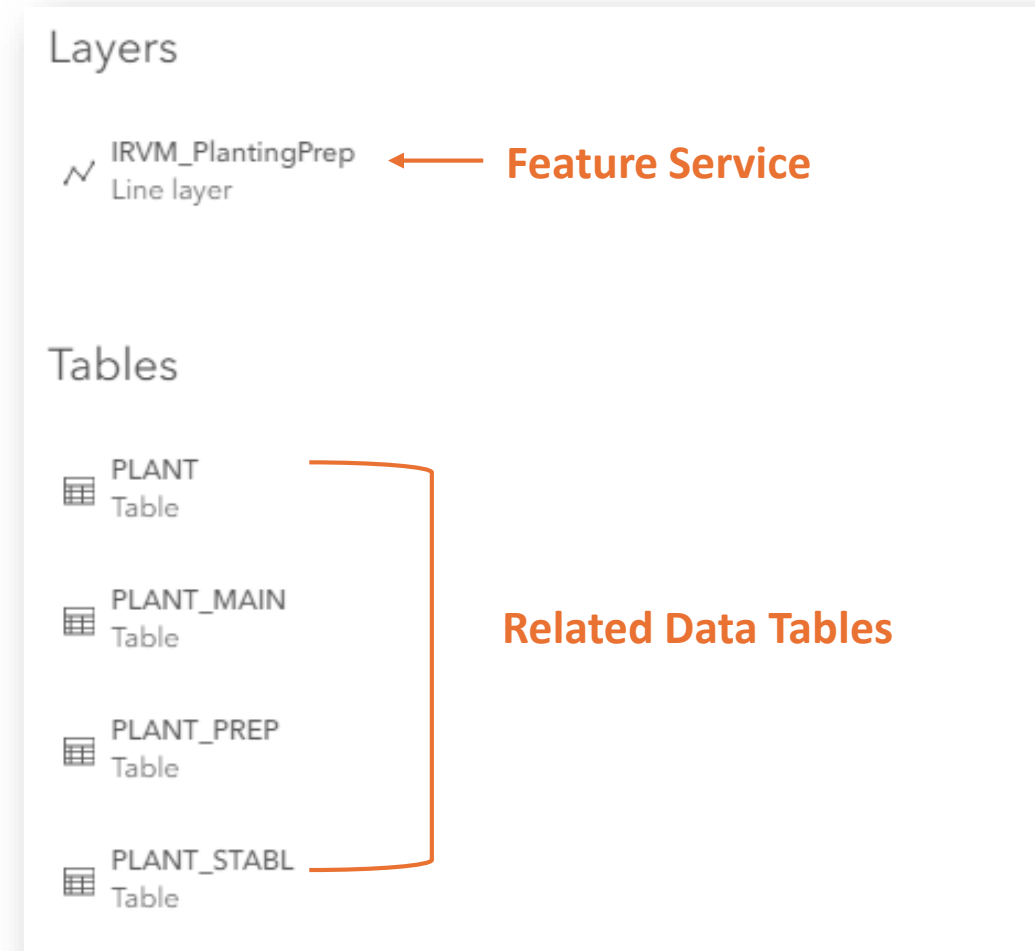 Layers
IRVM_PlantingPrep
Line layer
Feature Service
Tables
PLANT
Table
PLANT_MAIN
Table
Related Data Tables
PLANT_PREP
Table
PLANT_STABL
Table